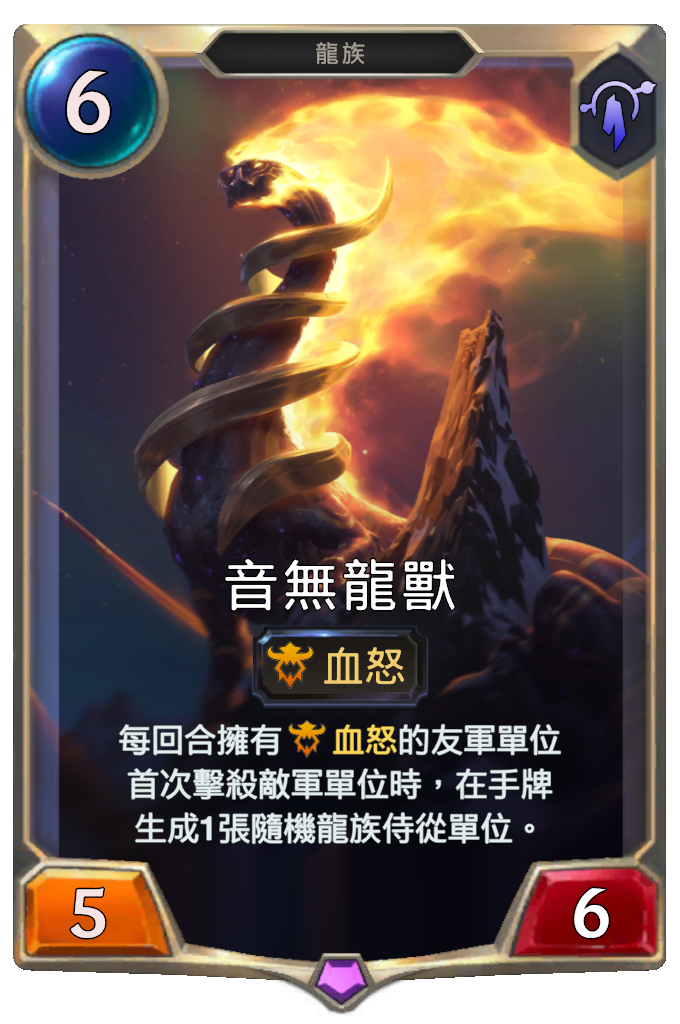 6
龍族
音無龍獸
血怒
每回合擁有血怒的友軍單位
首次擊殺敵軍單位時，在手牌
生成1張隨機龍族侍從單位。
5
6